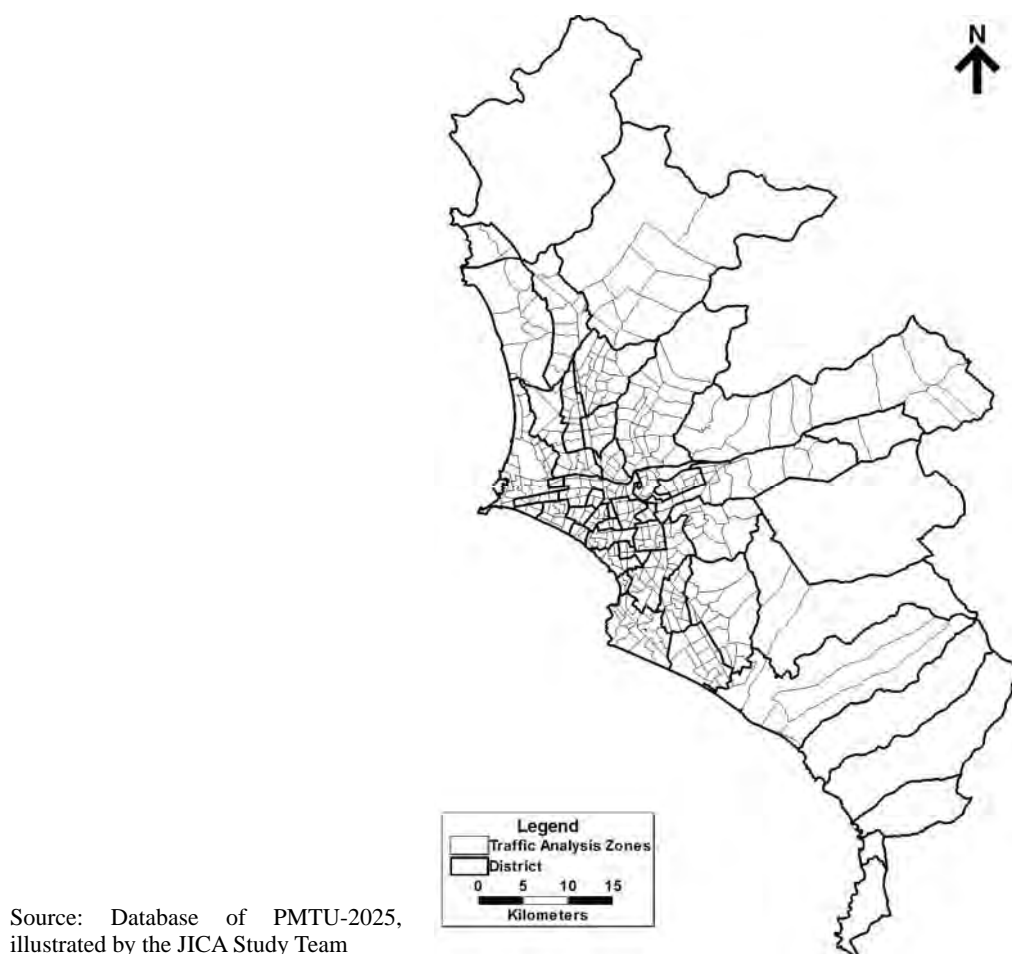 N
Legend
Traffic Analysis Zones
District
0 5 10 15
Kilometers
Source: Database of PMTU-2025,
illustrated by the JICA Study Team